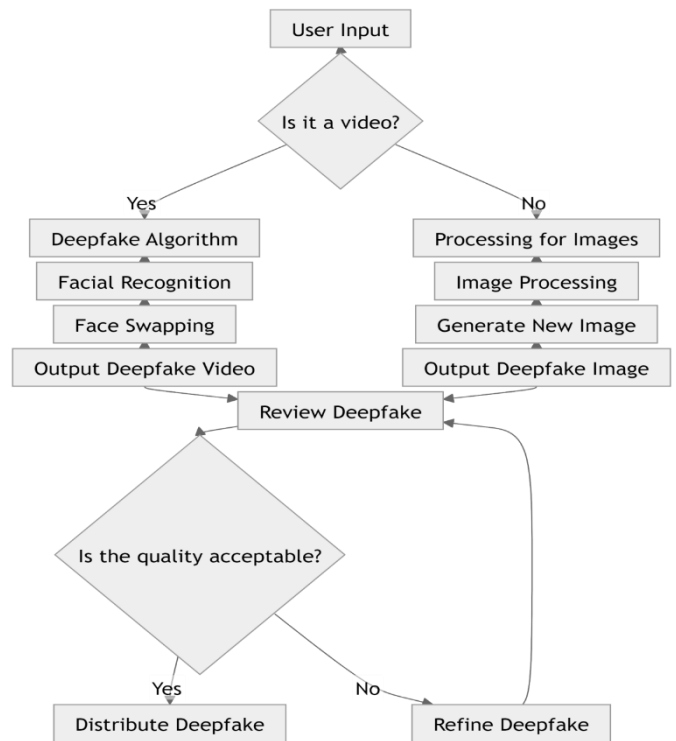 User Input
Is it a video?
Yes
No
Deepfake Algorithm
Processing for Images
Facial Recognition
Image Processing
Face Swapping
Generate New Image
Output Deepfake Video
Output Deepfake Image
Review Deepfake
Is the quality acceptable?
Yes
No
Distribute Deepfake
Refine Deepfake